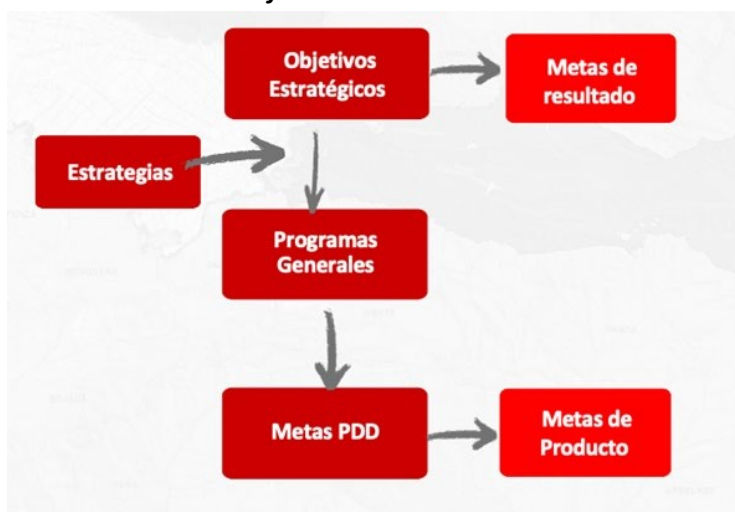 Objetivos
Estratégicos
Metas de
resultado
Estrategias
Programas
Generales
Metas PDD
Metas de
Producto